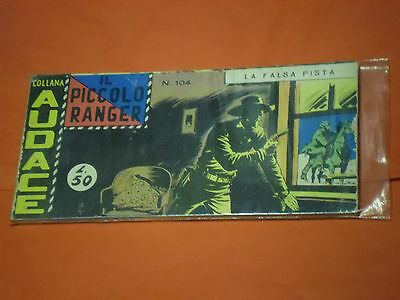 COLLANA
AUDACE
IL
PICCOLO
RANGER
N. 104
LA FALSA PISTA
L. 50